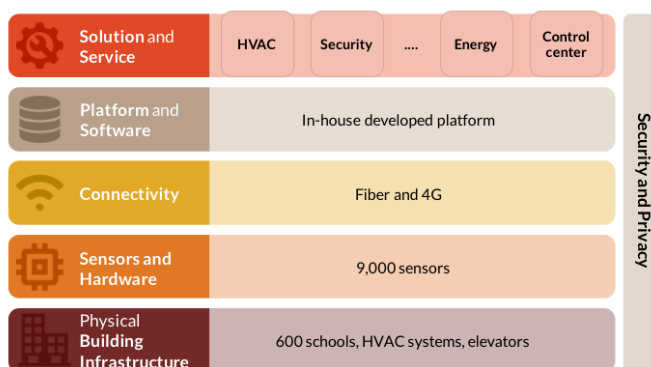 Solution and
Service
HVAC
Security
....
Energy
Control
center
Platform and
Software
In-house developed platform
Connectivity
Fiber and 4G
Sensors and
Hardware
9,000 sensors
Physical
Building
Infrastructure
600 schools, HVAC systems, elevators
Security and Privacy